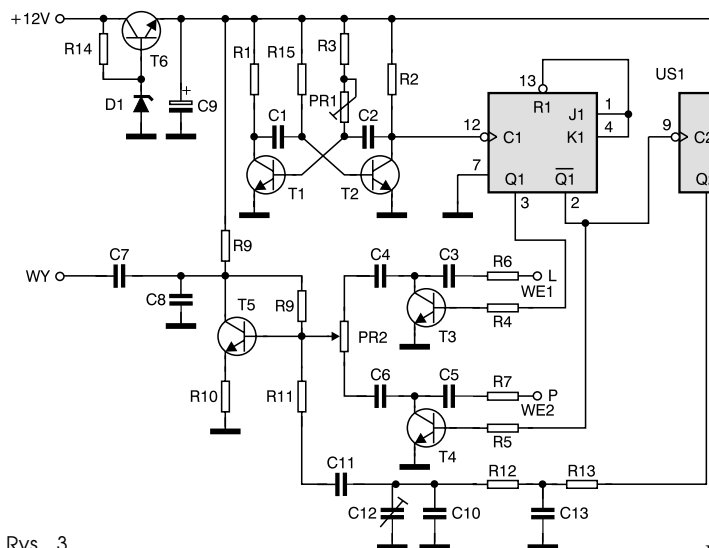 +12V
R14
T6
D1
+
C9
R1
R15
R3
PR1
R2
C1
C2
T1
T2
13
R1
J1
K1
1
4
12
C1
7
Q1
Q1
3
2
US1
9
C2
R9
WY
C7
C8
T5
R9
R10
R11
PR2
C4
C3
R6
L
WE1
R4
T3
C6
C5
R7
P
WE2
R5
T4
C11
C12
C10
R12
R13
C13
Rys. 3